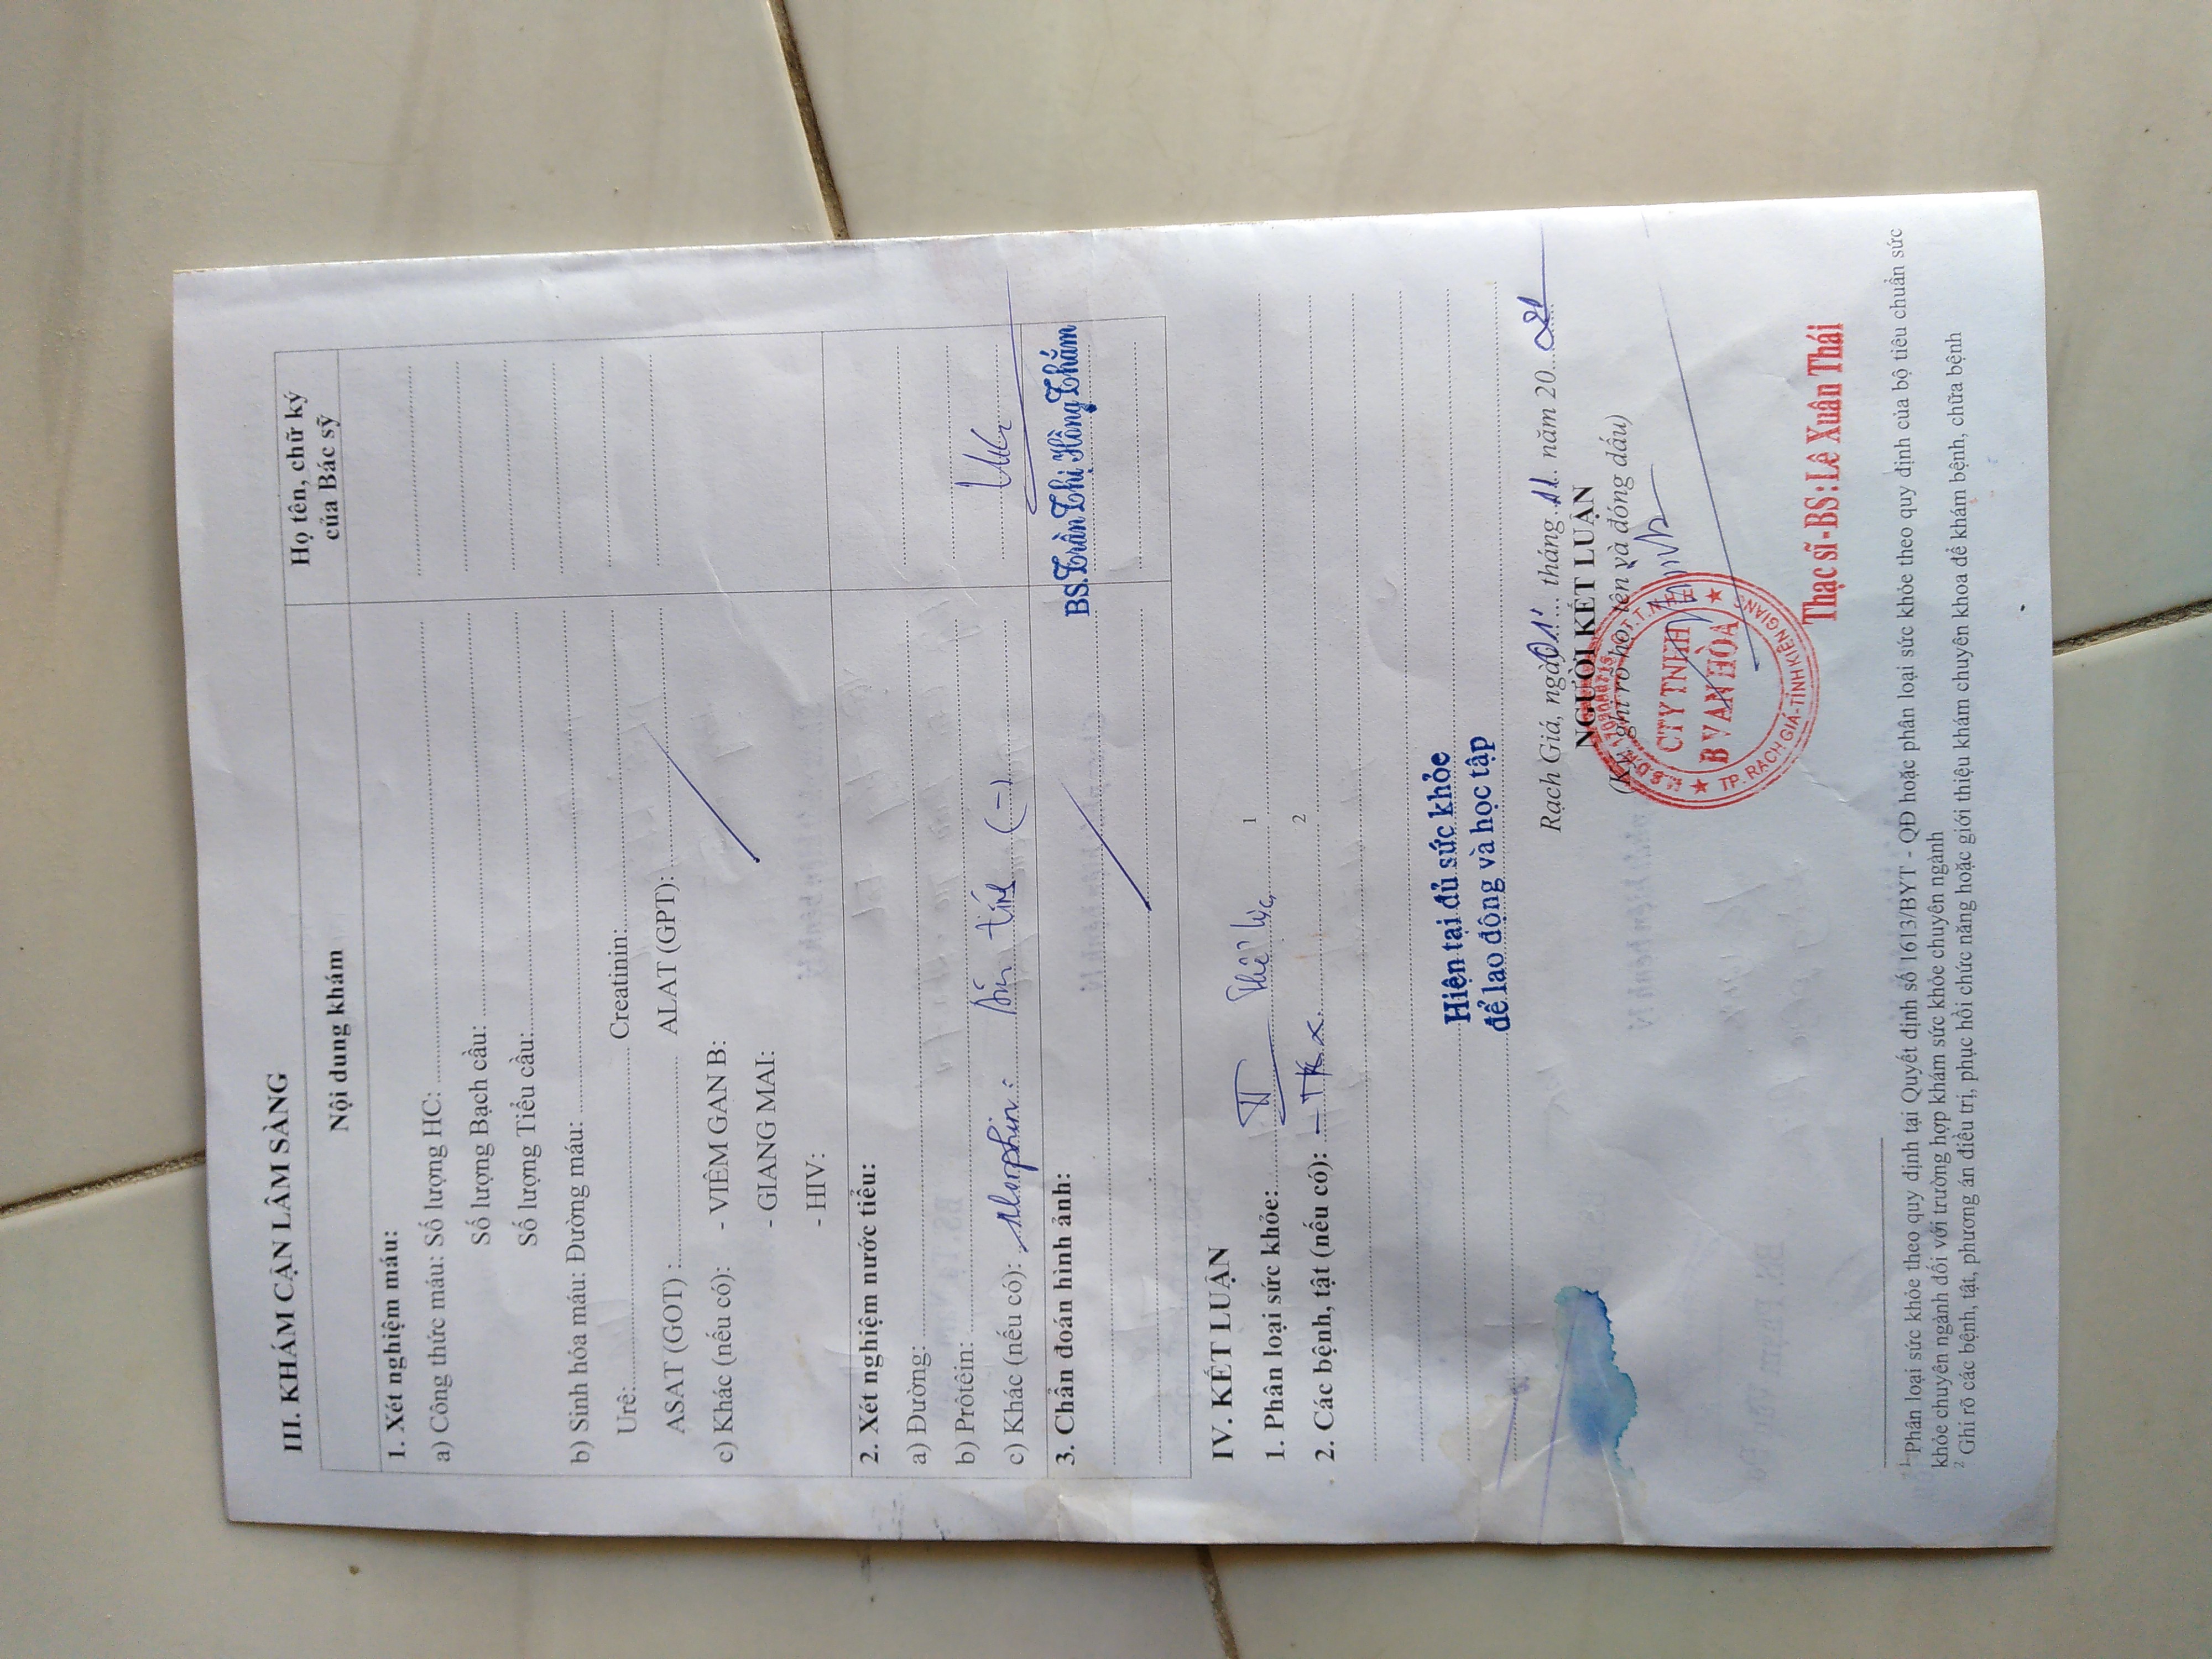 III. KHÁM CẬN LÂM SÀNG
Nội dung khám
Họ tên, chữ ký
của Bác sỹ
1. Xét nghiệm máu:
a) Công thức máu: Số lượng HC:
Số lượng Bạch cầu:
Số lượng Tiểu cầu:
b) Sinh hóa máu: Đường máu:
Urê: Creatinin:
ASAT (GOT) : ALAT (GPT):
c) Khác (nếu có): - VIÊM GAN B:
- GIANG MAI:
- HIV:
2. Xét nghiệm nước tiểu:
a) Đường:
b) Prôtêin:
c) Khác (nếu có): Morphin: Âm tính (-)
3. Chẩn đoán hình ảnh:
BS. Trần Thị Hồng Thắm
IV. KẾT LUẬN
1. Phân loại sức khỏe: II Thể lực 1
2. Các bệnh, tật (nếu có): - TKX 2
Hiện tại đủ sức khỏe
để lao động và học tập
Rạch Giá, ngày 01 tháng 11 năm 20 21
NGƯỜI KẾT LUẬN
(Ký, ghi rõ họ tên và đóng dấu)
CTY TNHH
BV AN HÒA
TP. RẠCH GIÁ - TỈNH KIÊN GIANG
Thạc sĩ - BS: Lê Xuân Thái
1 Phân loại sức khỏe theo quy định tại Quyết định số 1613/BYT - QĐ hoặc phân loại sức khỏe theo quy định của bộ tiêu chuẩn sức
khỏe chuyên ngành đối với trường hợp khám sức khỏe chuyên ngành
2 Ghi rõ các bệnh, tật, phương án điều trị, phục hồi chức năng hoặc giới thiệu khám chuyên khoa để khám bệnh, chữa bệnh